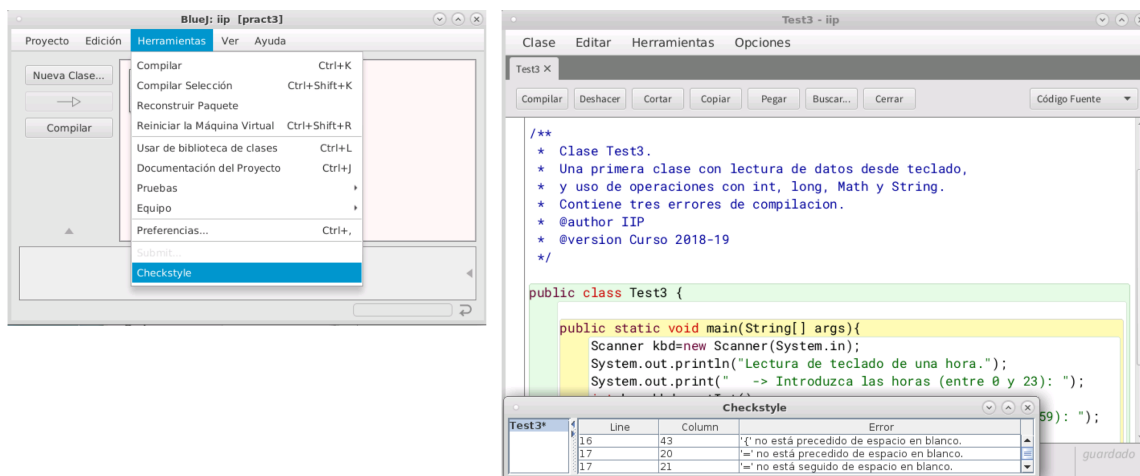 BlueJ: iip [pract3]
Proyecto Edición Herramientas Ver Ayuda
Nueva Clase...
Compilar
Compilar Ctrl+K
Compilar Selección Ctrl+Shift+K
Reconstruir Paquete
Reiniciar la Máquina Virtual Ctrl+Shift+R
Usar de biblioteca de clases Ctrl+L
Documentación del Proyecto Ctrl+J
Pruebas
Equipo
Preferencias... Ctrl+,
Submit...
Checkstyle
Test3 - iip
Clase Editar Herramientas Opciones
Test3 X
Compilar Deshacer Cortar Copiar Pegar Buscar... Cerrar Código Fuente
/**
* Clase Test3.
* Una primera clase con lectura de datos desde teclado,
* y uso de operaciones con int, long, Math y String.
* Contiene tres errores de compilacion.
* @author IIP
* @version Curso 2018-19
*/
public class Test3 {
public static void main(String[] args){
Scanner kbd=new Scanner(System.in);
System.out.println("Lectura de teclado de una hora.");
System.out.print("   -> Introduzca las horas (entre 0 y 23): ");
59): ");
guardado
Checkstyle
Test3*
Line Column Error
16 43 '{' no está precedido de espacio en blanco.
17 20 '=' no está precedido de espacio en blanco.
17 21 '=' no está seguido de espacio en blanco.